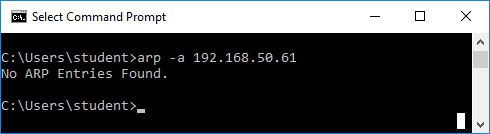 Select Command Prompt
C:\Users\student>arp -a 192.168.50.61
No ARP Entries Found.
C:\Users\student>